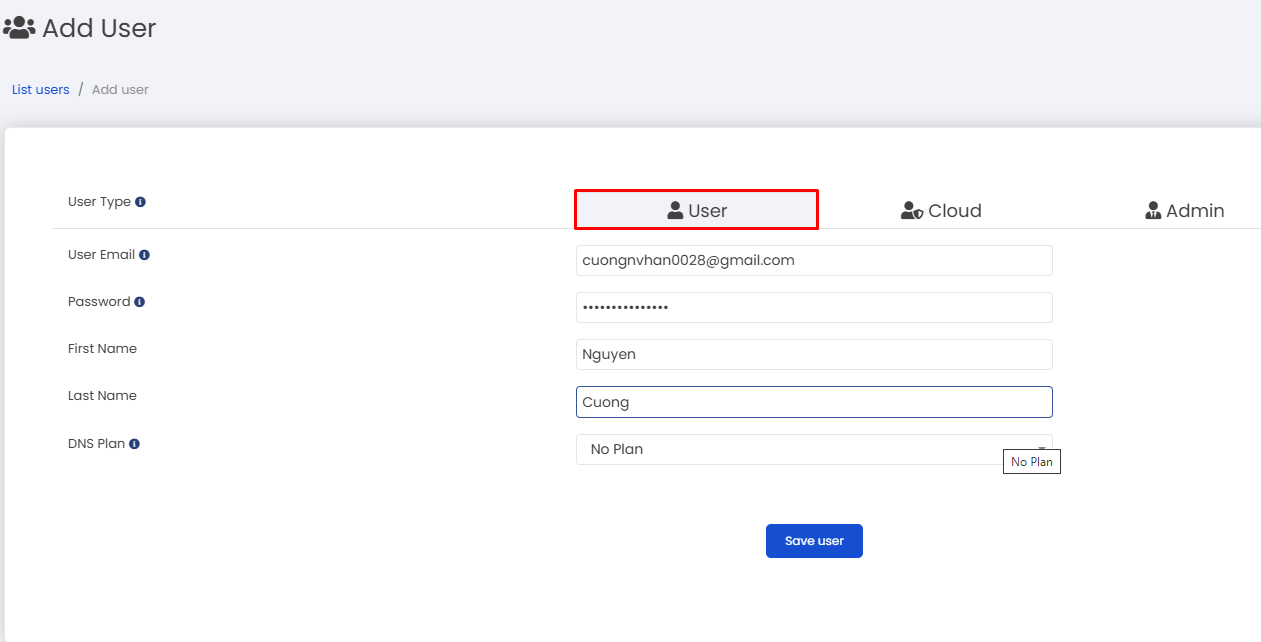 Add User
List users / Add user
User Type User Cloud Admin
User Email cuongnvhan0028@gmail.com
Password •••••••••••••••
First Name Nguyen
Last Name Cuong
DNS Plan No Plan
No Plan
Save user